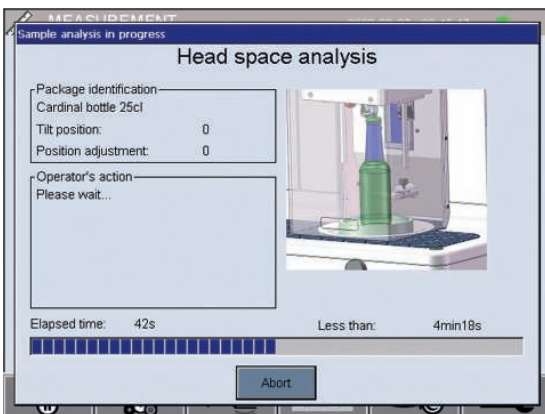 MEASUREMENT
Sample analysis in progress
Head space analysis
Package identification
Cardinal bottle 25cl
Tilt position: 0
Position adjustment: 0
Operator's action
Please wait...
Elapsed time: 42s Less than: 4min18s
Abort